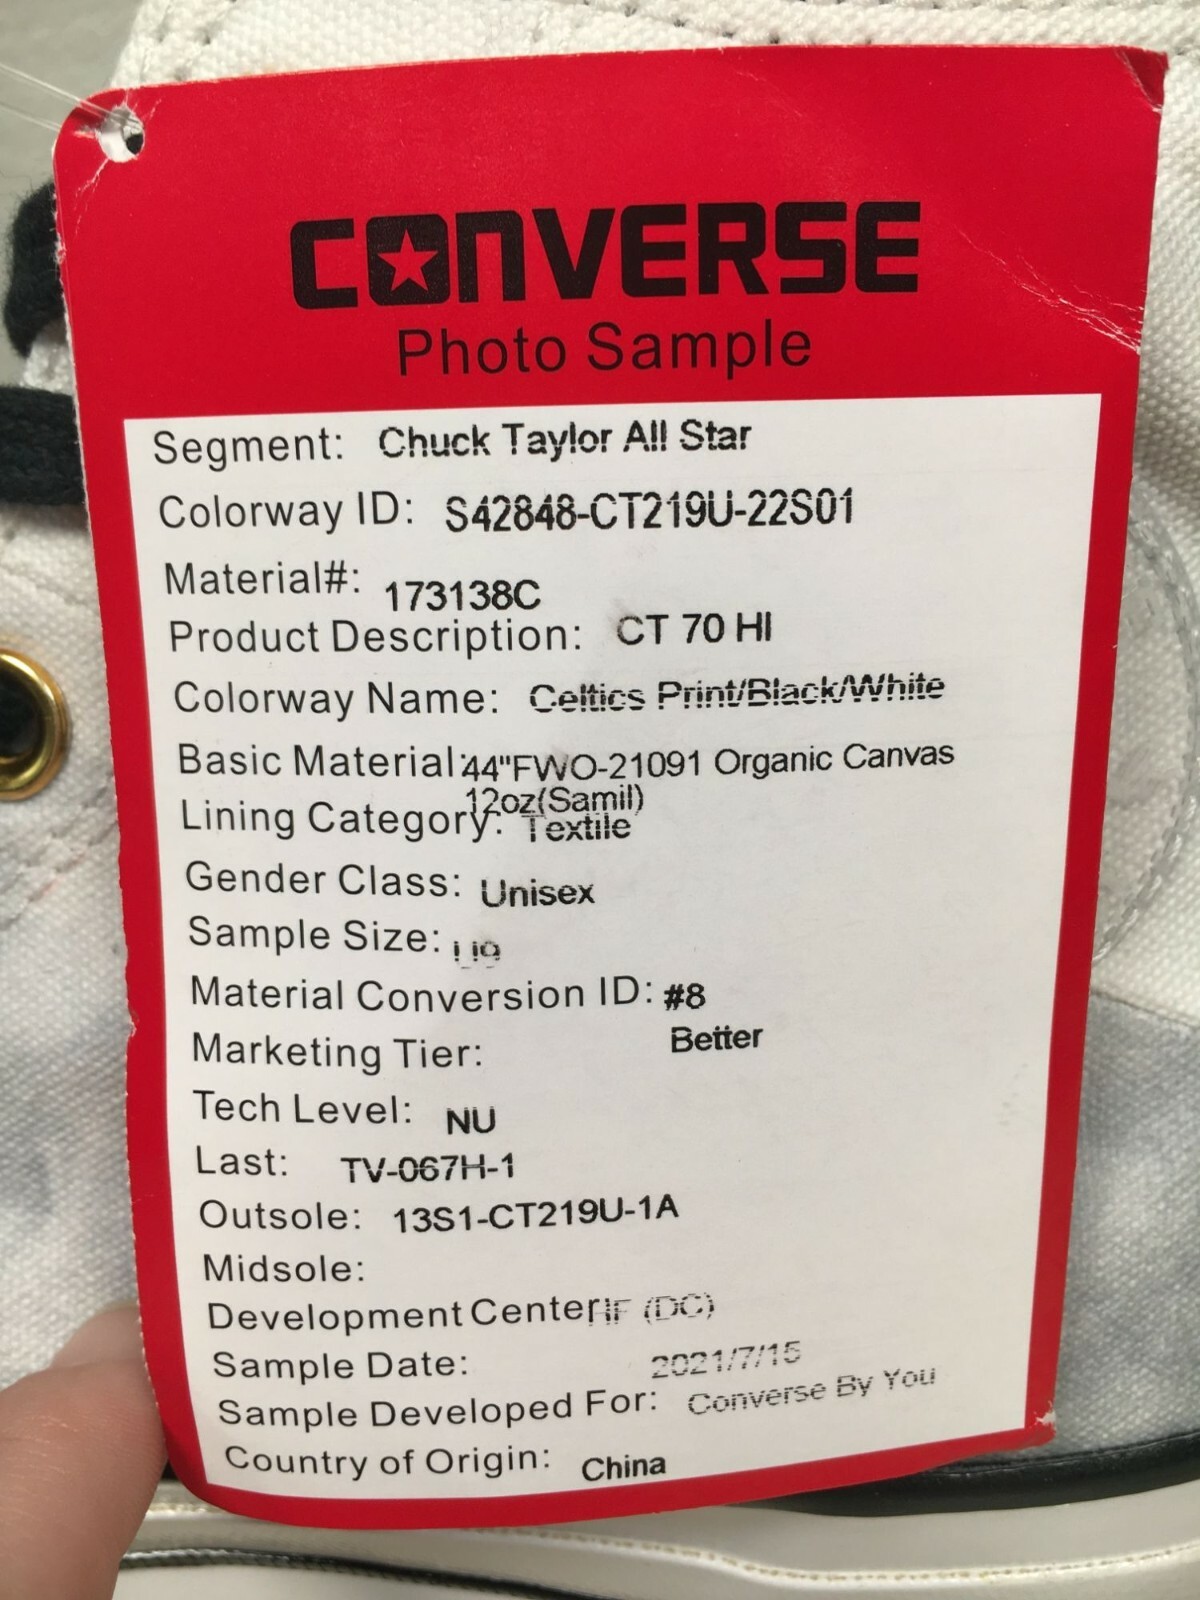 CONVERSE
Photo Sample
Segment: Chuck Taylor All Star
Colorway ID: S42848-CT219U-22S01
Material#: 173138C
Product Description: CT 70 HI
Colorway Name: Celtics Print/Black/White
Basic Material: 44"FWO-21091 Organic Canvas
12oz(Samil)
Lining Category: Textile
Gender Class: Unisex
Sample Size:
Material Conversion ID: #8
Marketing Tier: Better
Tech Level: NU
Last: TV-067H-1
Outsole: 13S1-CT219U-1A
Midsole:
Development Center (DC)
Sample Date: 2021/7/15
Sample Developed For: Converse By You
Country of Origin: China